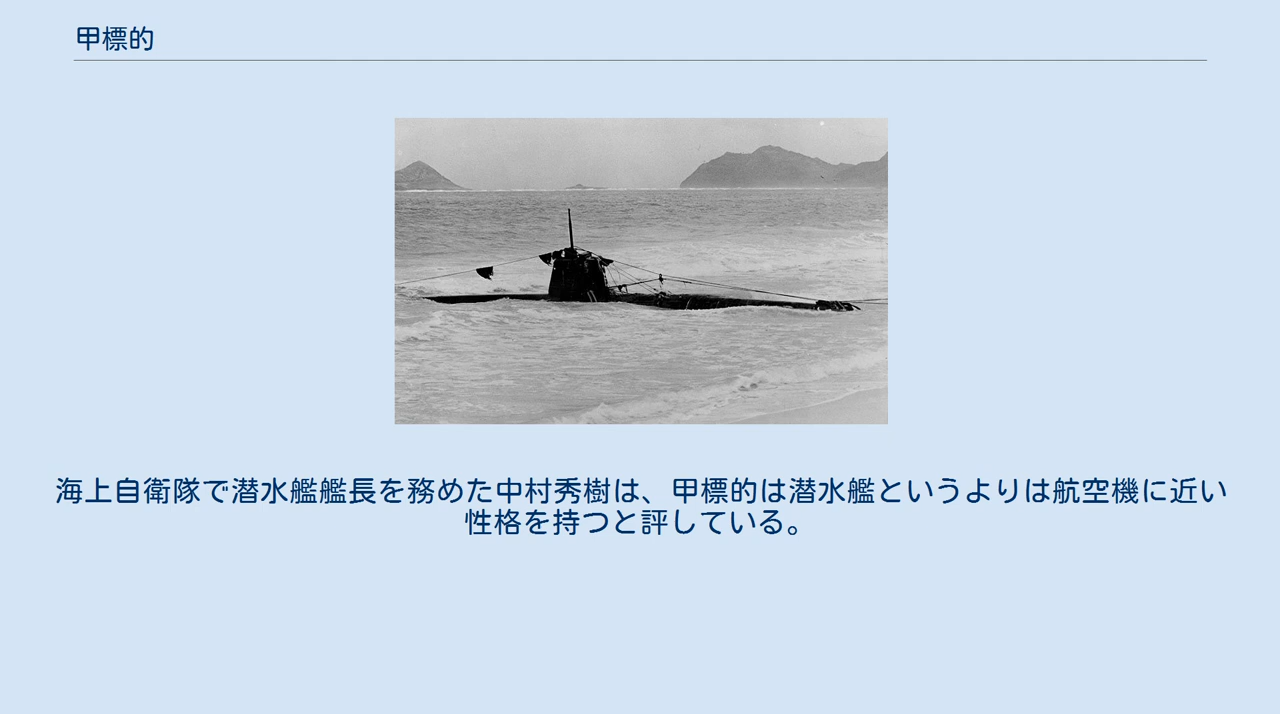 甲標的
海上自衛隊で潜水艦艦長を務めた中村秀樹は、甲標的は潜水艦というよりは航空機に近い
性格を持つと評している。